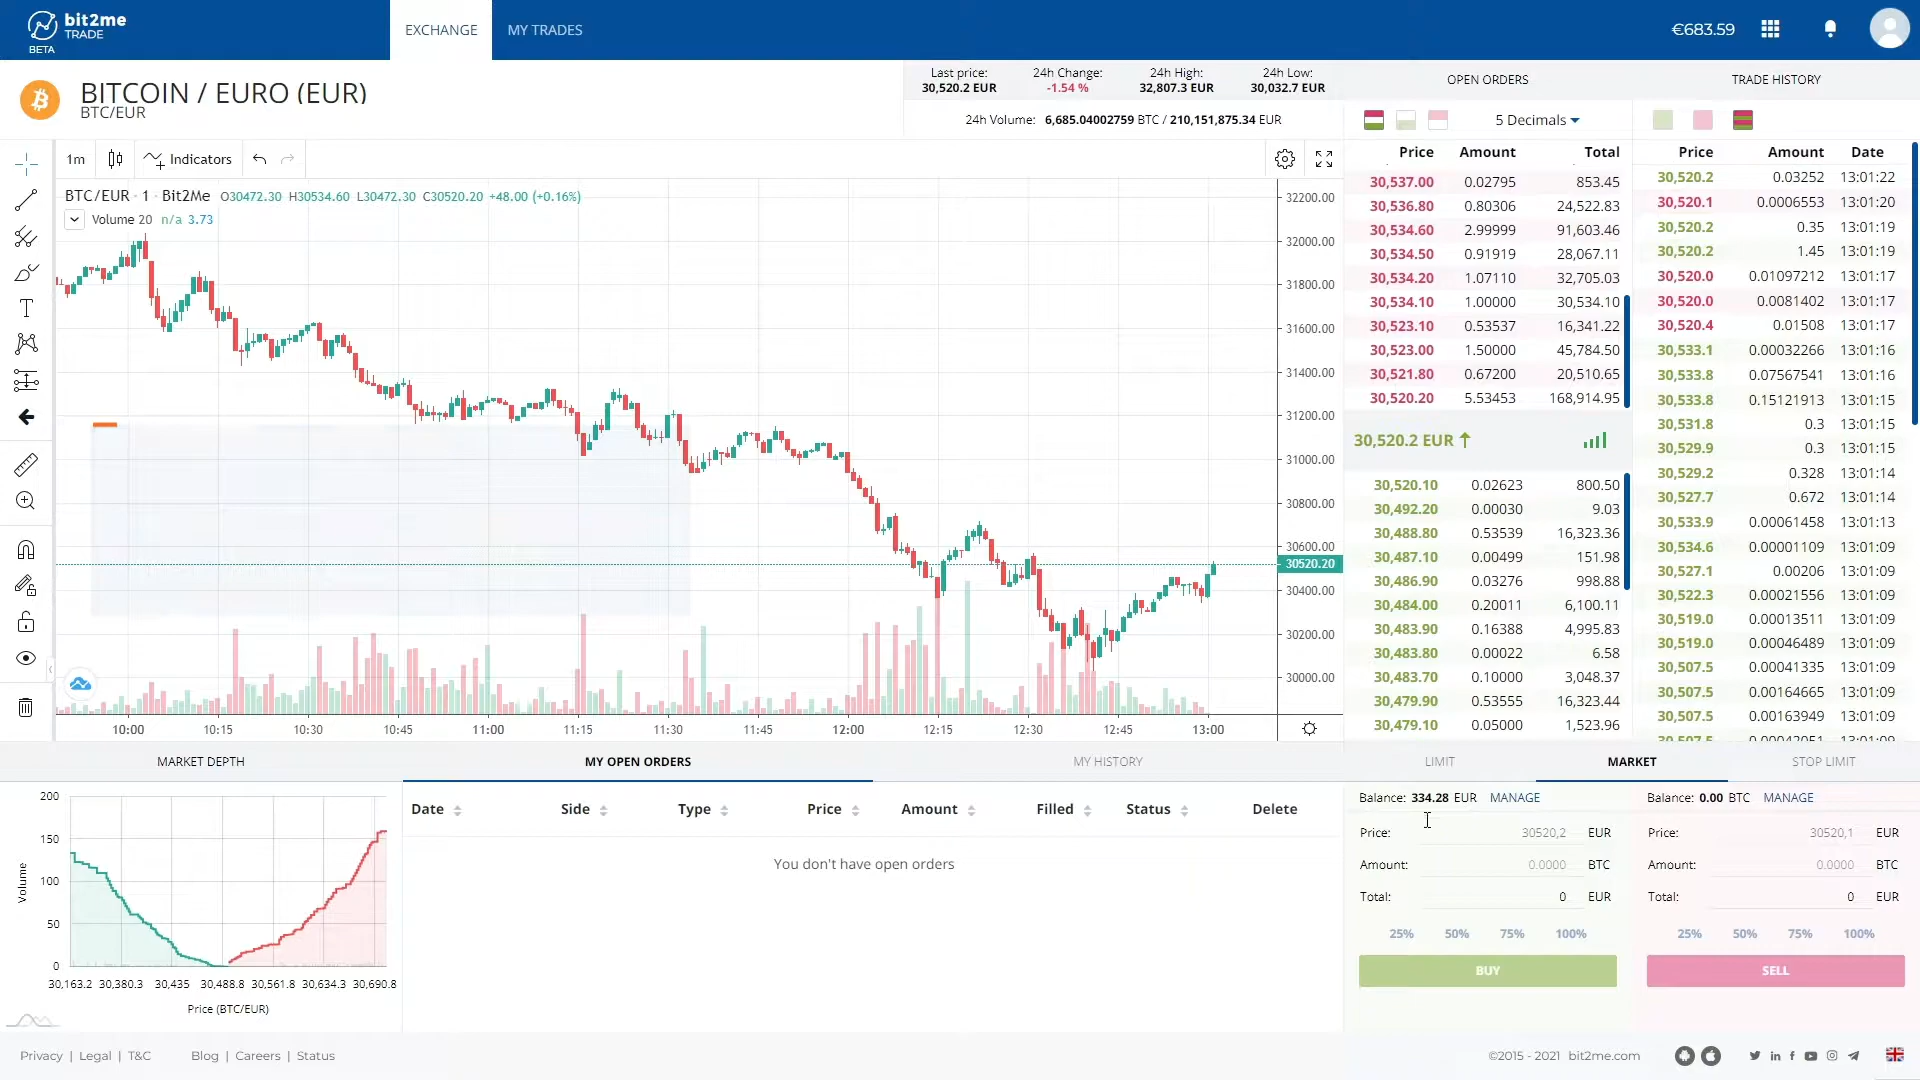 bit2me
TRADE
BETA
EXCHANGE
MY TRADES
€683.59
BITCOIN / EURO (EUR)
BTC/EUR
Last price:
30,520.2 EUR
24h Change:
-1.54 %
24h High:
32,807.3 EUR
24h Low:
30,032.7 EUR
24h Volume: 6,685.04002759 BTC / 210,151,875.34 EUR
OPEN ORDERS
TRADE HISTORY
5 Decimals
1m
Indicators
BTC/EUR · 1 · Bit2Me O30472.30 H30534.60 L30472.30 C30520.20 +48.00 (+0.16%)
Volume 20 n/a 3.73
32200.00
32000.00
31800.00
31600.00
31400.00
31200.00
31000.00
30800.00
30600.00
30520.20
30400.00
30200.00
30000.00
10:00 10:15 10:30 10:45 11:00 11:15 11:30 11:45 12:00 12:15 12:30 12:45 13:00
Price Amount Total
30,537.00 0.02795 853.45
30,536.80 0.80306 24,522.83
30,534.60 2.99999 91,603.46
30,534.50 0.91919 28,067.11
30,534.20 1.07110 32,705.03
30,534.10 1.00000 30,534.10
30,523.10 0.53537 16,341.22
30,523.00 1.50000 45,784.50
30,521.80 0.67200 20,510.65
30,520.20 5.53453 168,914.95
30,520.2 EUR
30,520.10 0.02623 800.50
30,492.20 0.00030 9.03
30,488.80 0.53539 16,323.36
30,487.10 0.00499 151.98
30,486.90 0.03276 998.88
30,484.00 0.20011 6,100.11
30,483.90 0.16388 4,995.83
30,483.80 0.00022 6.58
30,483.70 0.10000 3,048.37
30,479.90 0.53555 16,323.44
30,479.10 0.05000 1,523.96
Price Amount Date
30,520.2 0.03252 13:01:22
30,520.1 0.0006553 13:01:20
30,520.2 0.35 13:01:19
30,520.2 1.45 13:01:19
30,520.0 0.01097212 13:01:17
30,520.0 0.0081402 13:01:17
30,520.4 0.01508 13:01:17
30,533.1 0.00032266 13:01:16
30,533.8 0.07567541 13:01:16
30,533.8 0.15121913 13:01:15
30,531.8 0.3 13:01:15
30,529.9 0.3 13:01:15
30,529.2 0.328 13:01:14
30,527.7 0.672 13:01:14
30,533.9 0.00061458 13:01:13
30,534.6 0.00001109 13:01:09
30,527.1 0.00206 13:01:09
30,522.3 0.00021556 13:01:09
30,519.0 0.00013511 13:01:09
30,519.0 0.00046489 13:01:09
30,507.5 0.00041335 13:01:09
30,507.5 0.00164665 13:01:09
30,507.5 0.00163949 13:01:09
MARKET DEPTH
Volume
200
150
100
50
0
30,163.2 30,380.3 30,435 30,488.8 30,561.8 30,634.3 30,690.8
Price (BTC/EUR)
MY OPEN ORDERS
MY HISTORY
Date Side Type Price Amount Filled Status Delete
You don't have open orders
LIMIT
MARKET
STOP LIMIT
Balance: 334.28 EUR MANAGE
Price: 30520,2 EUR
Amount: 0.0000 BTC
Total: 0 EUR
25% 50% 75% 100%
BUY
Balance: 0.00 BTC MANAGE
Price: 30520,1 EUR
Amount: 0.0000 BTC
Total: 0 EUR
25% 50% 75% 100%
SELL
Privacy | Legal | T&C
Blog | Careers | Status
©2015 - 2021 bit2me.com